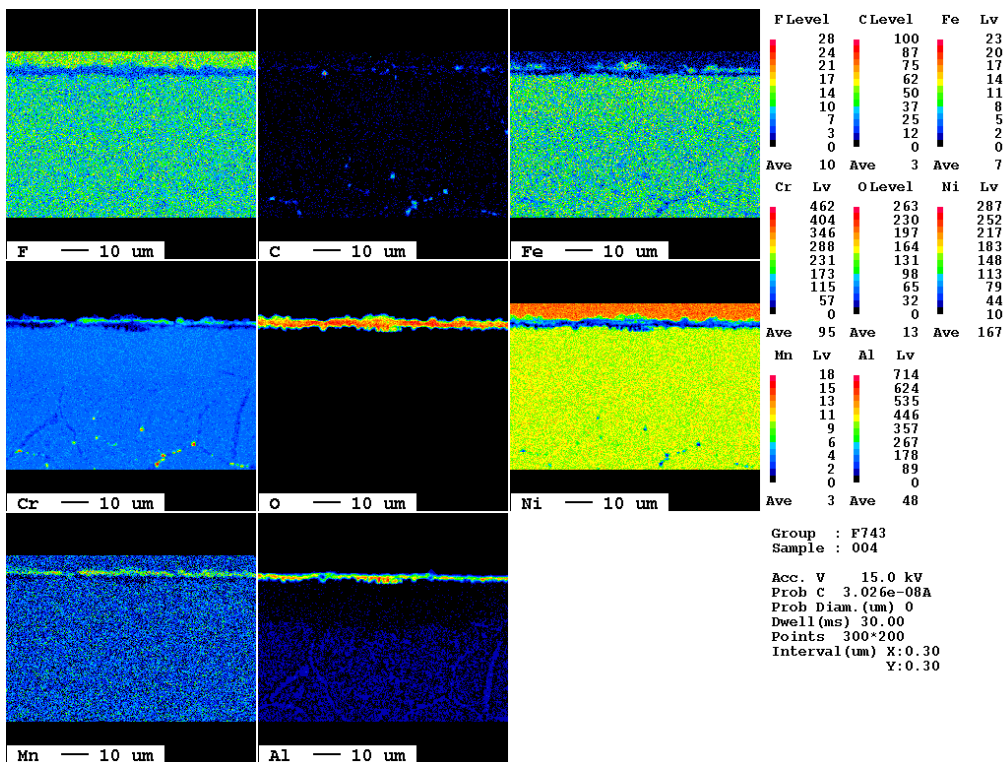 F Level C Level Fe Lv
28 100 23
24 87 20
21 75 17
17 62 14
14 50 11
10 37 8
7 25 5
3 12 2
0 0 0
Ave 10 Ave 3 Ave 7
Cr Lv O Level Ni Lv
462 263 287
404 230 252
346 197 217
288 164 183
231 131 148
173 98 113
115 65 79
57 32 44
0 0 10
Ave 95 Ave 13 Ave 167
Mn Lv Al Lv
18 714
15 624
13 535
11 446
9 357
6 267
4 178
2 89
0 0
Ave 3 Ave 48
F 10 um C 10 um Fe 10 um
Cr 10 um O 10 um Ni 10 um
Mn 10 um Al 10 um
Group : F743
Sample : 004
Acc. V 15.0 kV
Prob C 3.026e-08A
Prob Diam.(um) 0
Dwell(ms) 30.00
Points 300*200
Interval(um) X:0.30
Y:0.30